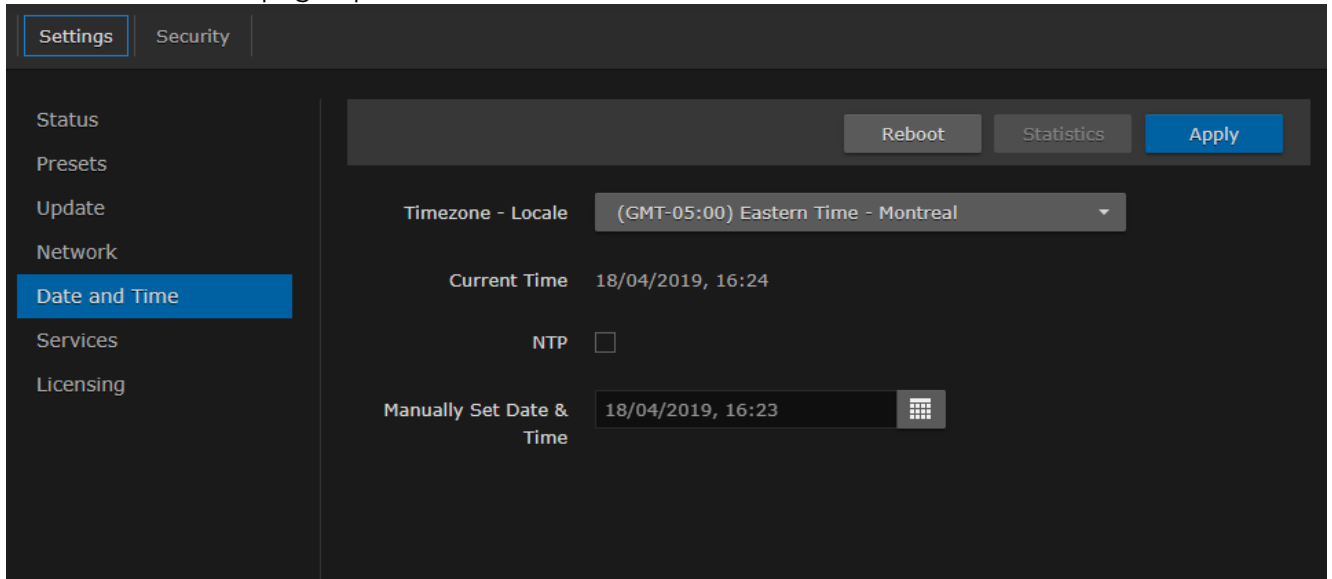 Settings Security
Status
Presets
Update
Network
Date and Time
Services
Licensing
Reboot Statistics Apply
Timezone - Locale (GMT-05:00) Eastern Time - Montreal
Current Time 18/04/2019, 16:24
NTP
Manually Set Date & 18/04/2019, 16:23
Time